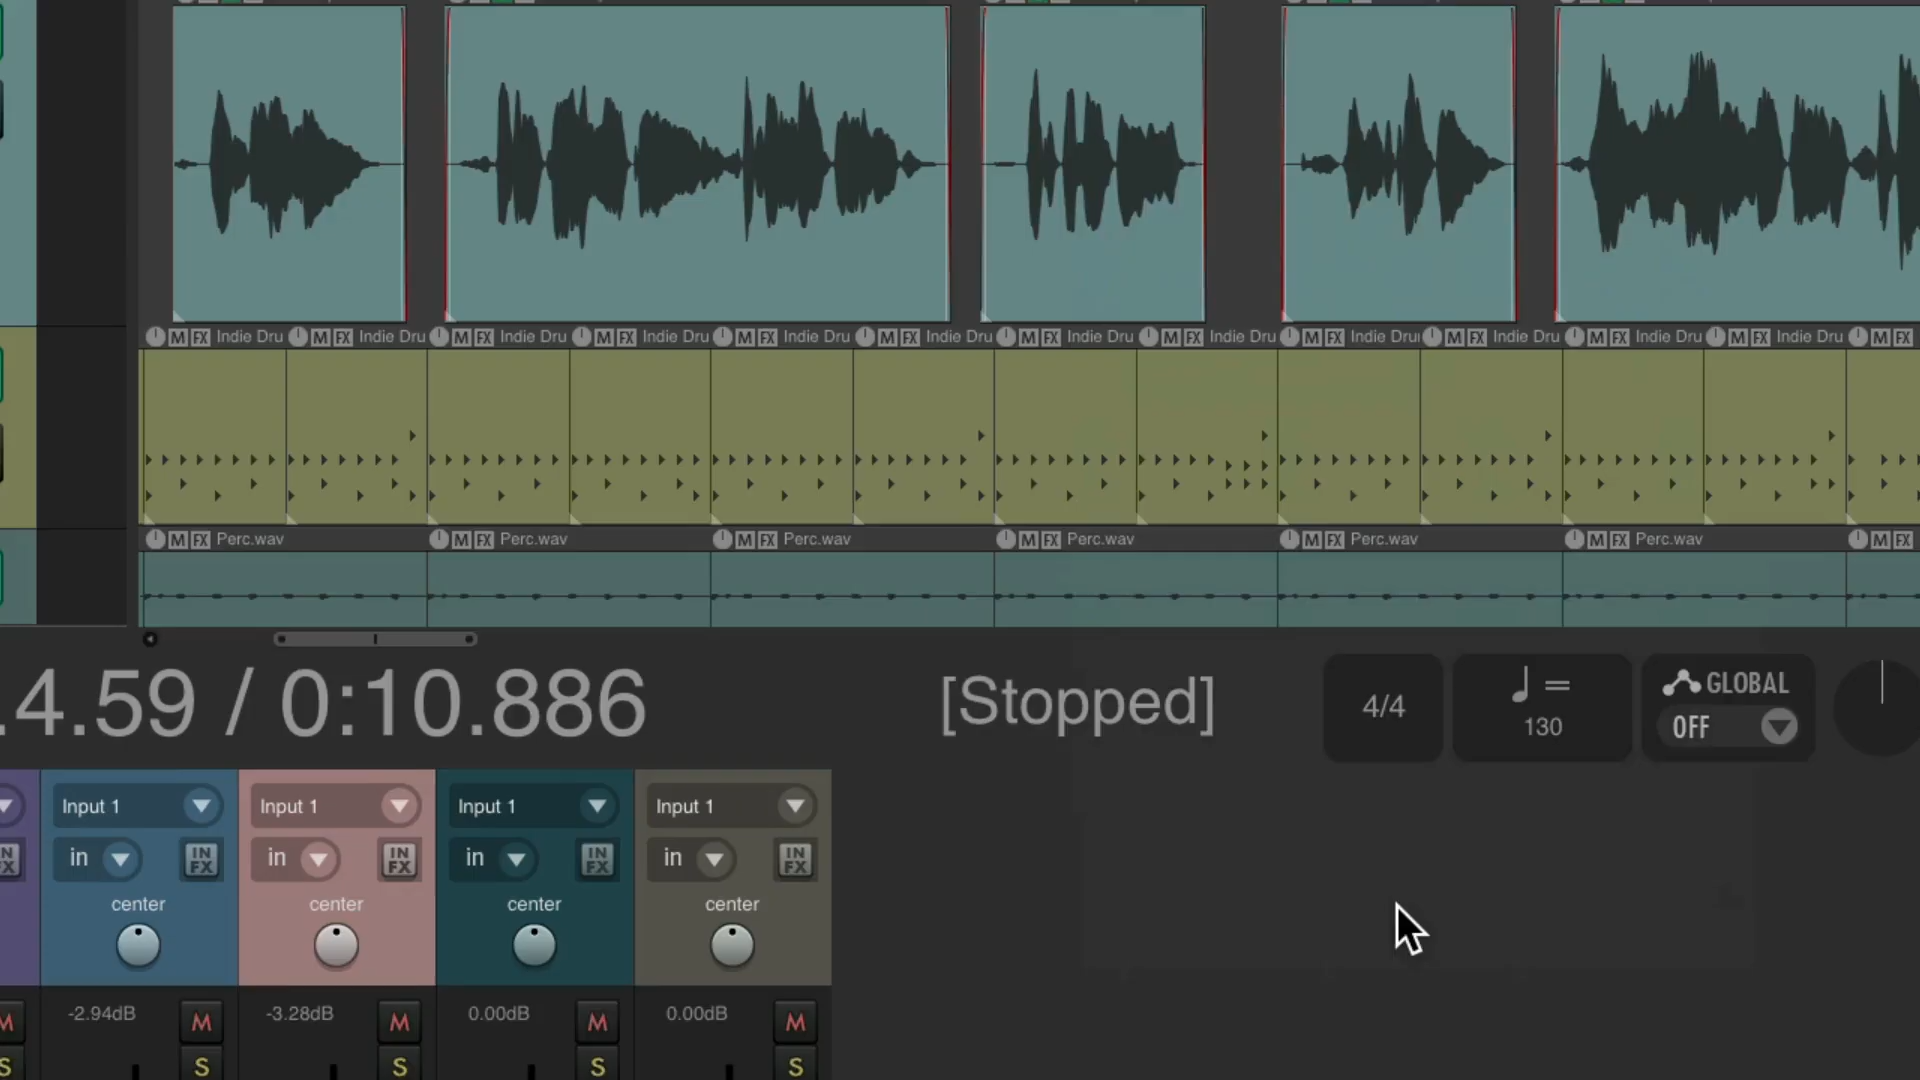 M FX Indie Dru M FX Indie Dru M FX Indie Dru M FX Indie Dru M FX Indie Dru M FX Indie Dru M FX Indie Dru M FX Indie Dru M FX Indie Dru M FX Indie Dru M FX Indie Dru M FX Indie Dru M FX
M FX Perc.wav M FX Perc.wav M FX Perc.wav M FX Perc.wav M FX Perc.wav M FX Perc.wav M FX
.4.59 / 0:10.886
[Stopped]
4/4
=
130
GLOBAL
OFF
Input 1 Input 1 Input 1 Input 1
in IN FX in IN FX in IN FX in IN FX
center center center center
-2.94dB M -3.28dB M 0.00dB M 0.00dB M
S S S S S